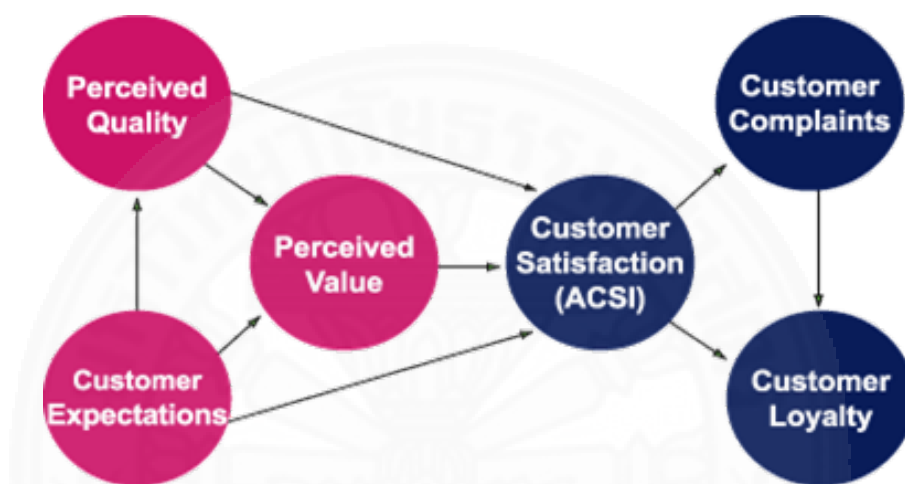 Perceived
Quality
Customer
Complaints
Perceived
Value
Customer
Satisfaction
(ACSI)
Customer
Expectations
Customer
Loyalty